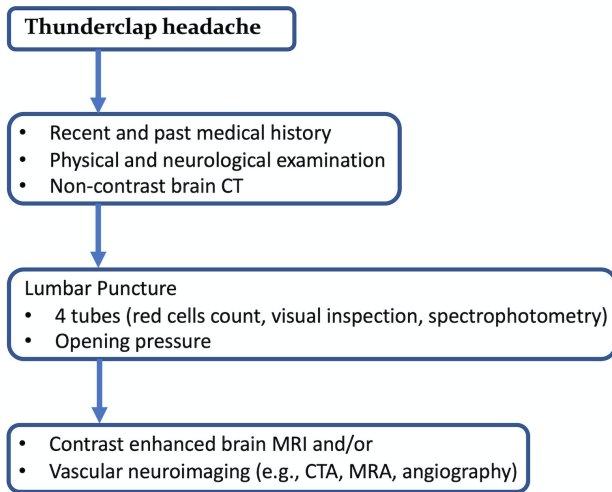 Thunderclap headache
• Recent and past medical history
• Physical and neurological examination
• Non-contrast brain CT
Lumbar Puncture
• 4 tubes (red cells count, visual inspection, spectrophotometry)
• Opening pressure
• Contrast enhanced brain MRI and/or
• Vascular neuroimaging (e.g., CTA, MRA, angiography)